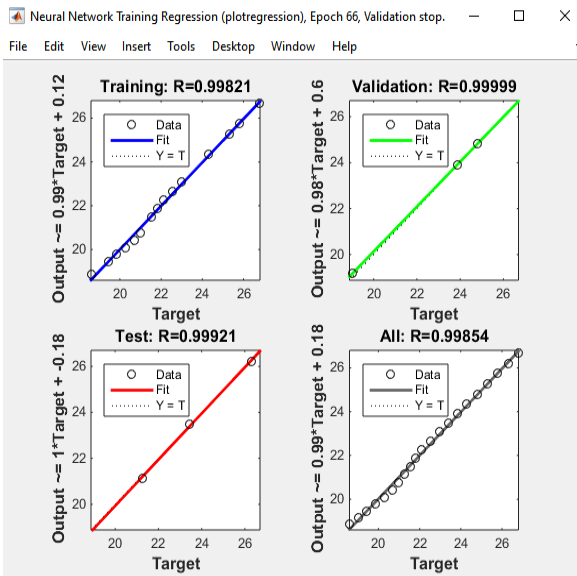 Neural Network Training Regression (plotregression), Epoch 66, Validation stop.
File Edit View Insert Tools Desktop Window Help
Training: R=0.99821
Output ~= 0.99*Target + 0.12
Data
Fit
Y = T
26
24
22
20
20 22 24 26
Target
Validation: R=0.99999
Output ~= 0.98*Target + 0.6
Data
Fit
Y = T
26
24
22
20
20 22 24 26
Target
Test: R=0.99921
Output ~= 1*Target + -0.18
Data
Fit
Y = T
26
24
22
20
20 22 24 26
Target
All: R=0.99854
Output ~= 0.99*Target + 0.18
Data
Fit
Y = T
26
24
22
20
20 22 24 26
Target